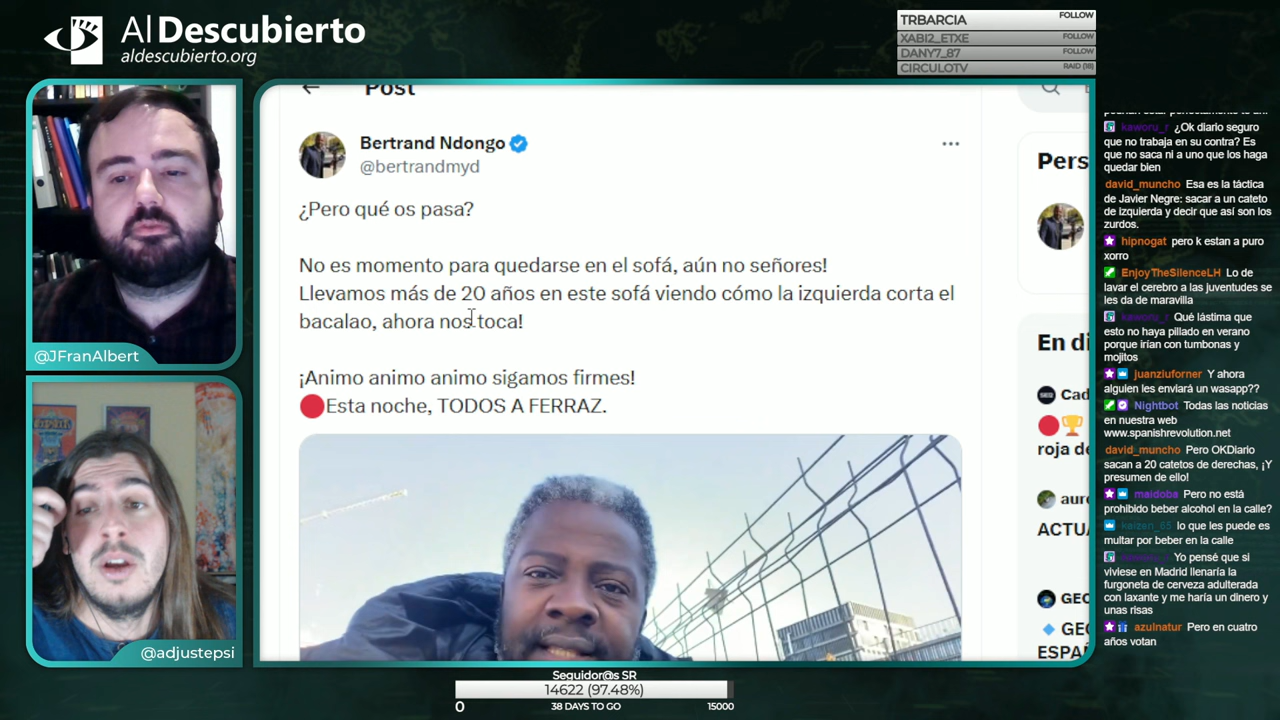 Al Descubierto
aldescubierto.org
TRBARCIA FOLLOW
XABI2_ETXE FOLLOW
DANY7_87 FOLLOW
CIRCULOTV RAID (18)
@JFranAlbert
@adjustepsi
Post
Bertrand Ndongo
@bertrandmyd
¿Pero qué os pasa?
No es momento para quedarse en el sofá, aún no señores!
Llevamos más de 20 años en este sofá viendo cómo la izquierda corta el
bacalao, ahora nos toca!
¡Animo animo animo sigamos firmes!
🔴Esta noche, TODOS A FERRAZ.
Pers
En di
Cad
🔴🏆
roja de
aur
ACTUA
GEC
🔹 GEC
ESPAÑ
kaworu_r ¿Ok diario seguro
que no trabaja en su contra? Es
que no saca ni a uno que los haga
quedar bien
david_muncho Esa es la táctica
de Javier Negre: sacar a un cateto
de izquierda y decir que así son los
zurdos.
hipnogat pero k estan a puro
xorro
EnjoyTheSilenceLH Lo de
lavar el cerebro a las juventudes se
les da de maravilla
kaworu_r Qué lástima que
esto no haya pillado en verano
porque irían con tumbonas y
mojitos
juanziuforner Y ahora
alguien les enviará un wasapp??
Nightbot Todas las noticias
en nuestra web
www.spanishrevolution.net
david_muncho Pero OKDiario
sacan a 20 catetos de derechas, ¡Y
presumen de ello!
maidoba Pero no está
prohibido beber alcohol en la calle?
kaizen_65 lo que les puede es
multar por beber en la calle
Yo pensé que si
viviese en Madrid llenaría la
furgoneta de cerveza adulterada
con laxante y me haría un dinero y
unas risas
azulnatur Pero en cuatro
años votan
Seguidor@s SR
14622 (97.48%)
0 38 DAYS TO GO 15000